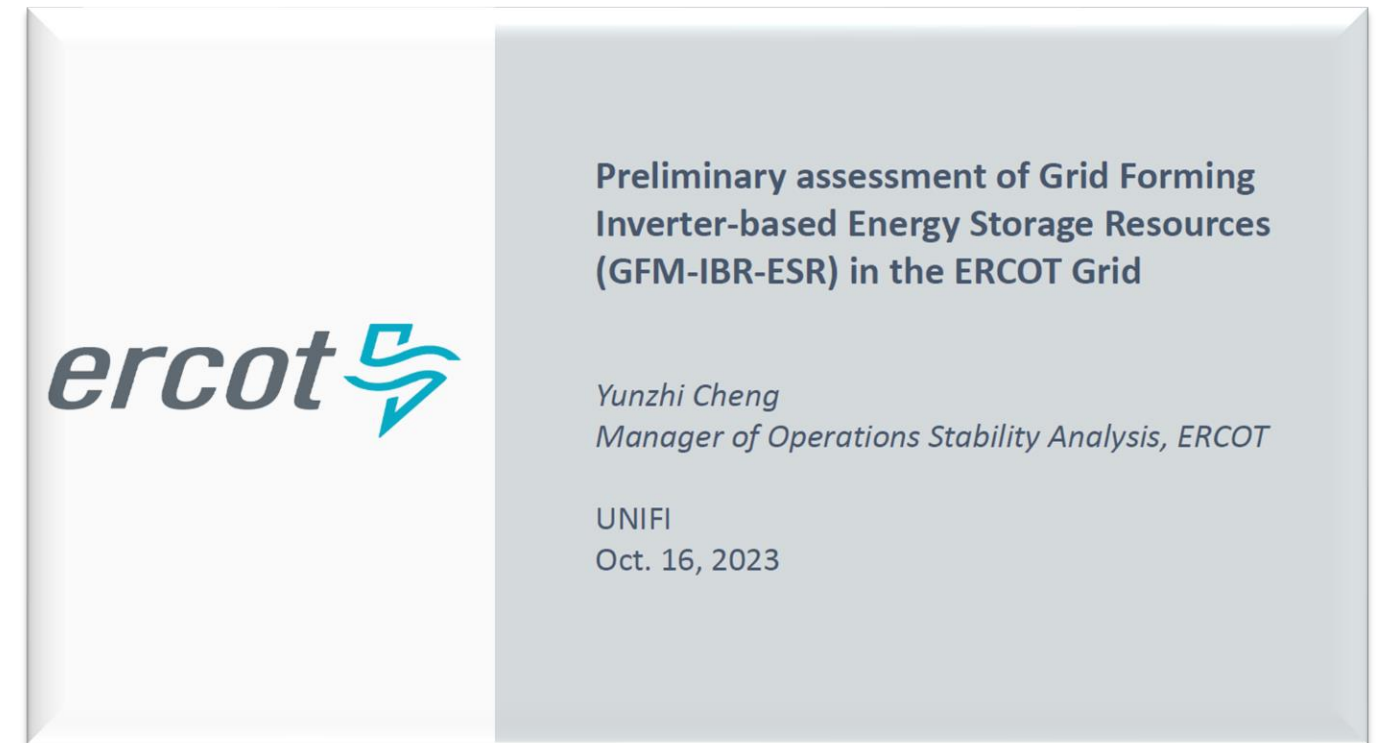 ercot
Preliminary assessment of Grid Forming
Inverter-based Energy Storage Resources
(GFM-IBR-ESR) in the ERCOT Grid
Yunzhi Cheng
Manager of Operations Stability Analysis, ERCOT
UNIFI
Oct. 16, 2023